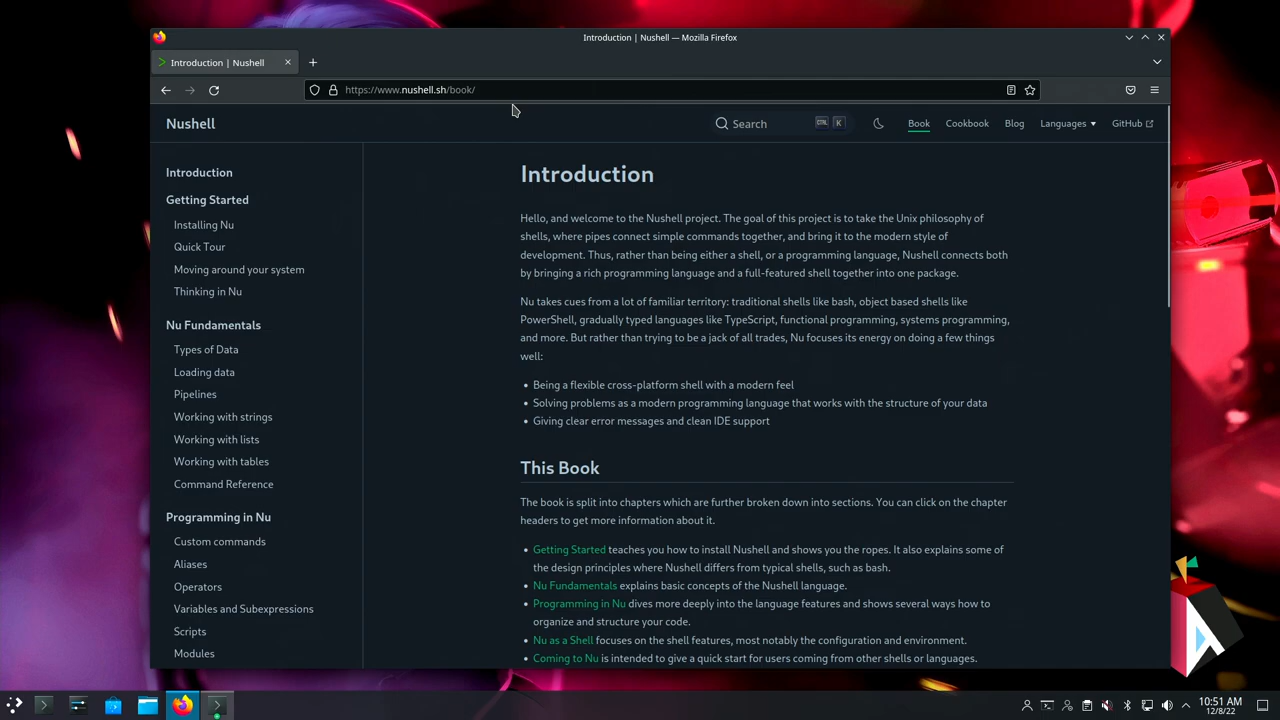 Introduction | Nushell — Mozilla Firefox
Introduction | Nushell
https://www.nushell.sh/book/
Nushell
Search
CTRL K
Book
Cookbook
Blog
Languages
GitHub
Introduction
Getting Started
Installing Nu
Quick Tour
Moving around your system
Thinking in Nu
Nu Fundamentals
Types of Data
Loading data
Pipelines
Working with strings
Working with lists
Working with tables
Command Reference
Programming in Nu
Custom commands
Aliases
Operators
Variables and Subexpressions
Scripts
Modules
Introduction
Hello, and welcome to the Nushell project. The goal of this project is to take the Unix philosophy of
shells, where pipes connect simple commands together, and bring it to the modern style of
development. Thus, rather than being either a shell, or a programming language, Nushell connects both
by bringing a rich programming language and a full-featured shell together into one package.
Nu takes cues from a lot of familiar territory: traditional shells like bash, object based shells like
PowerShell, gradually typed languages like TypeScript, functional programming, systems programming,
and more. But rather than trying to be a jack of all trades, Nu focuses its energy on doing a few things
well:
• Being a flexible cross-platform shell with a modern feel
• Solving problems as a modern programming language that works with the structure of your data
• Giving clear error messages and clean IDE support
This Book
The book is split into chapters which are further broken down into sections. You can click on the chapter
headers to get more information about it.
• Getting Started teaches you how to install Nushell and shows you the ropes. It also explains some of
the design principles where Nushell differs from typical shells, such as bash.
• Nu Fundamentals explains basic concepts of the Nushell language.
• Programming in Nu dives more deeply into the language features and shows several ways how to
organize and structure your code.
• Nu as a Shell focuses on the shell features, most notably the configuration and environment.
• Coming to Nu is intended to give a quick start for users coming from other shells or languages.
10:51 AM
12/8/22